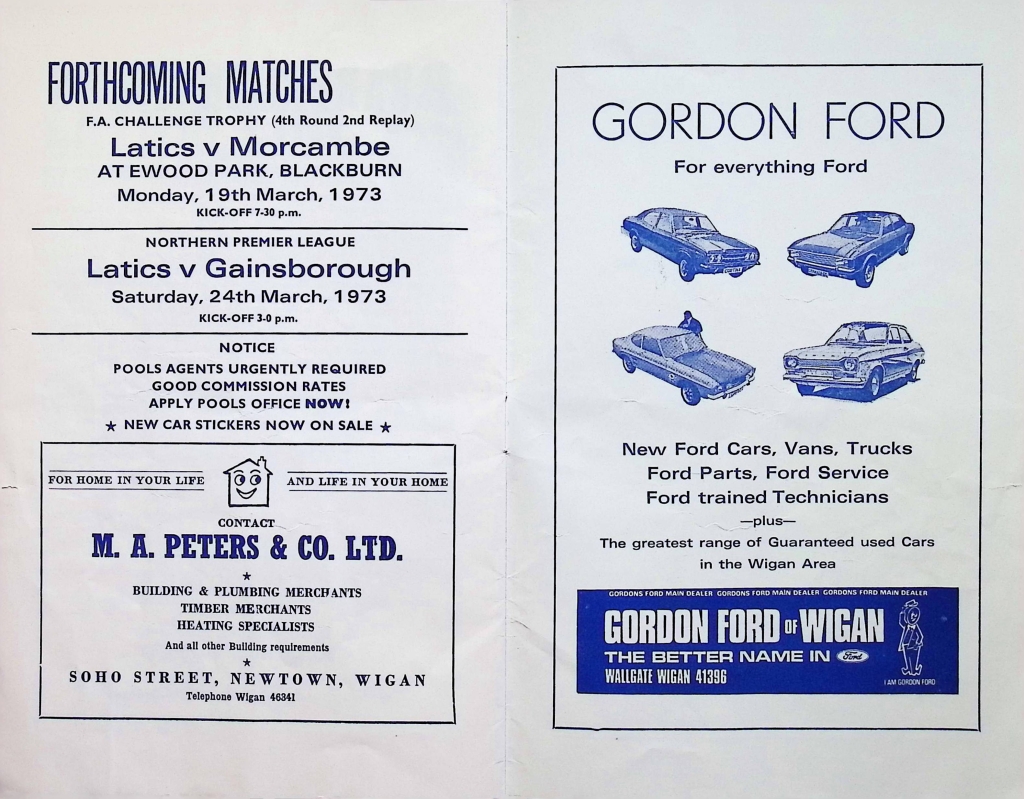 FORTHCOMING MATCHES
F.A. CHALLENGE TROPHY (4th Round 2nd Replay)
Latics v Morcambe
AT EWOOD PARK, BLACKBURN
Monday, 19th March, 1973
KICK-OFF 7-30 p.m.
NORTHERN PREMIER LEAGUE
Latics v Gainsborough
Saturday, 24th March, 1973
KICK-OFF 3-0 p.m.
NOTICE
POOLS AGENTS URGENTLY REQUIRED
GOOD COMMISSION RATES
APPLY POOLS OFFICE NOW!
★ NEW CAR STICKERS NOW ON SALE ★
FOR HOME IN YOUR LIFE AND LIFE IN YOUR HOME
CONTACT
M. A. PETERS & CO. LTD.
★
BUILDING & PLUMBING MERCHANTS
TIMBER MERCHANTS
HEATING SPECIALISTS
And all other Building requirements
★
SOHO STREET, NEWTOWN, WIGAN
Telephone Wigan 46341
GORDON FORD
For everything Ford
New Ford Cars, Vans, Trucks
Ford Parts, Ford Service
Ford trained Technicians
—plus—
The greatest range of Guaranteed used Cars
in the Wigan Area
GORDONS FORD MAIN DEALER GORDONS FORD MAIN DEALER GORDONS FORD MAIN DEALER
GORDON FORD OF WIGAN
THE BETTER NAME IN Ford
WALLGATE WIGAN 41396
I AM GORDON FORD